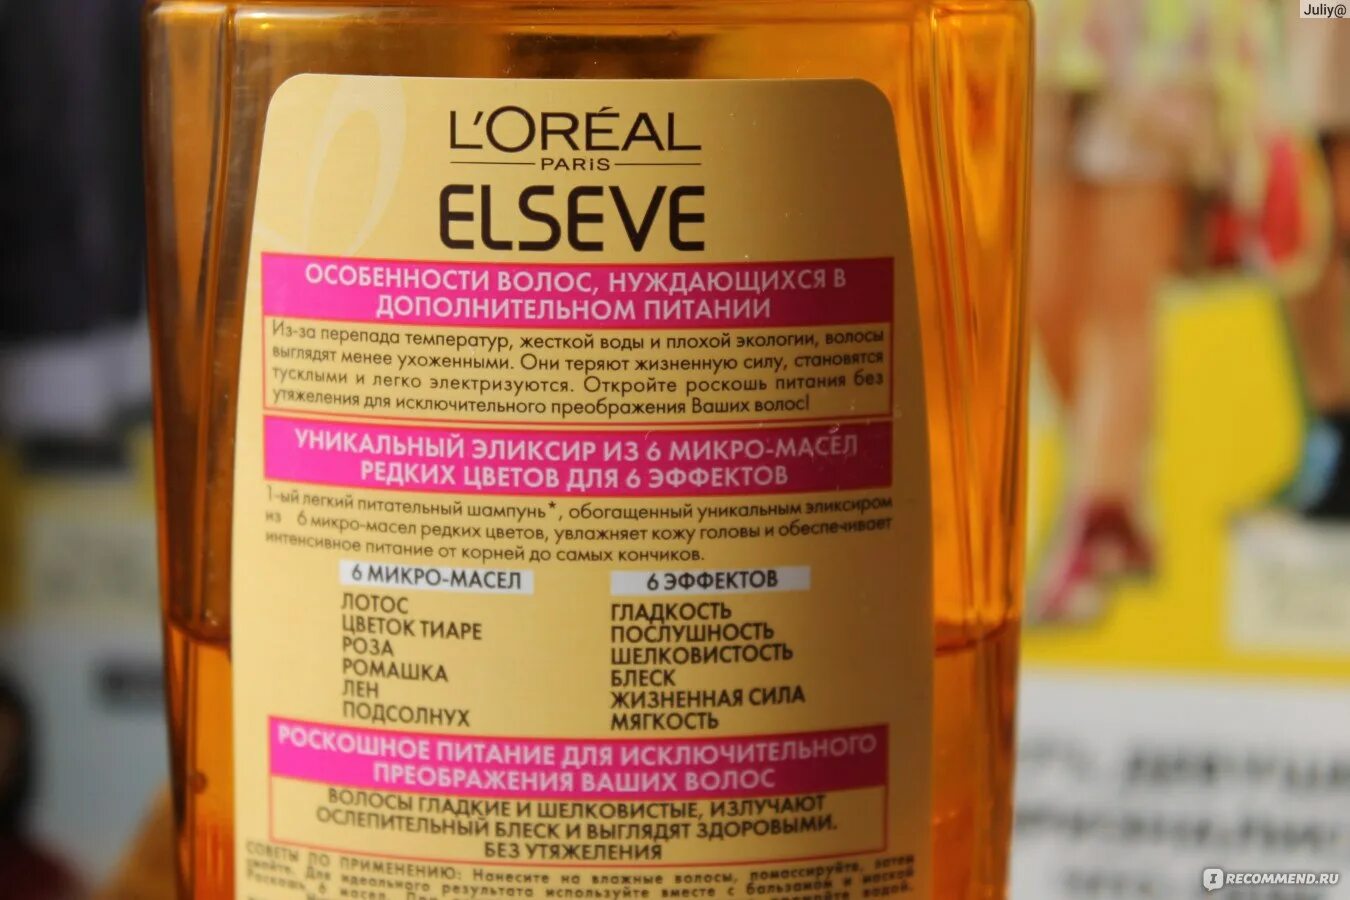 Juliy@
L'ORÉAL
PARIS
ELSEVE
ОСОБЕННОСТИ ВОЛОС, НУЖДАЮЩИХСЯ В
ДОПОЛНИТЕЛЬНОМ ПИТАНИИ
Из-за перепада температур, жесткой воды и плохой экологии, волосы
выглядят менее ухоженными. Они теряют жизненную силу, становятся
тусклыми и легко электризуются. Откройте роскошь питания без
утяжеления для исключительного преображения Ваших волос!
УНИКАЛЬНЫЙ ЭЛИКСИР ИЗ 6 МИКРО-МАСЕЛ
РЕДКИХ ЦВЕТОВ ДЛЯ 6 ЭФФЕКТОВ
1-ый легкий питательный шампунь*, обогащенный уникальным эликсиром
из 6 микро-масел редких цветов, увлажняет кожу головы и обеспечивает
интенсивное питание от корней до самых кончиков.
6 МИКРО-МАСЕЛ
ЛОТОС
ЦВЕТОК ТИАРЕ
РОЗА
РОМАШКА
ЛЕН
ПОДСОЛНУХ
6 ЭФФЕКТОВ
ГЛАДКОСТЬ
ПОСЛУШНОСТЬ
ШЕЛКОВИСТОСТЬ
БЛЕСК
ЖИЗНЕННАЯ СИЛА
МЯГКОСТЬ
РОСКОШНОЕ ПИТАНИЕ ДЛЯ ИСКЛЮЧИТЕЛЬНОГО
ПРЕОБРАЖЕНИЯ ВАШИХ ВОЛОС
ВОЛОСЫ ГЛАДКИЕ И ШЕЛКОВИСТЫЕ, ИЗЛУЧАЮТ
ОСЛЕПИТЕЛЬНЫЙ БЛЕСК И ВЫГЛЯДЯТ ЗДОРОВЫМИ.
БЕЗ УТЯЖЕЛЕНИЯ
СОВЕТЫ ПО ПРИМЕНЕНИЮ: Нанесите на влажные волосы, помассируйте, затем
смойте. Для идеального результата используйте вместе с бальзамом и маской
Роскошь 6 масел.
I RECOMMEND.RU